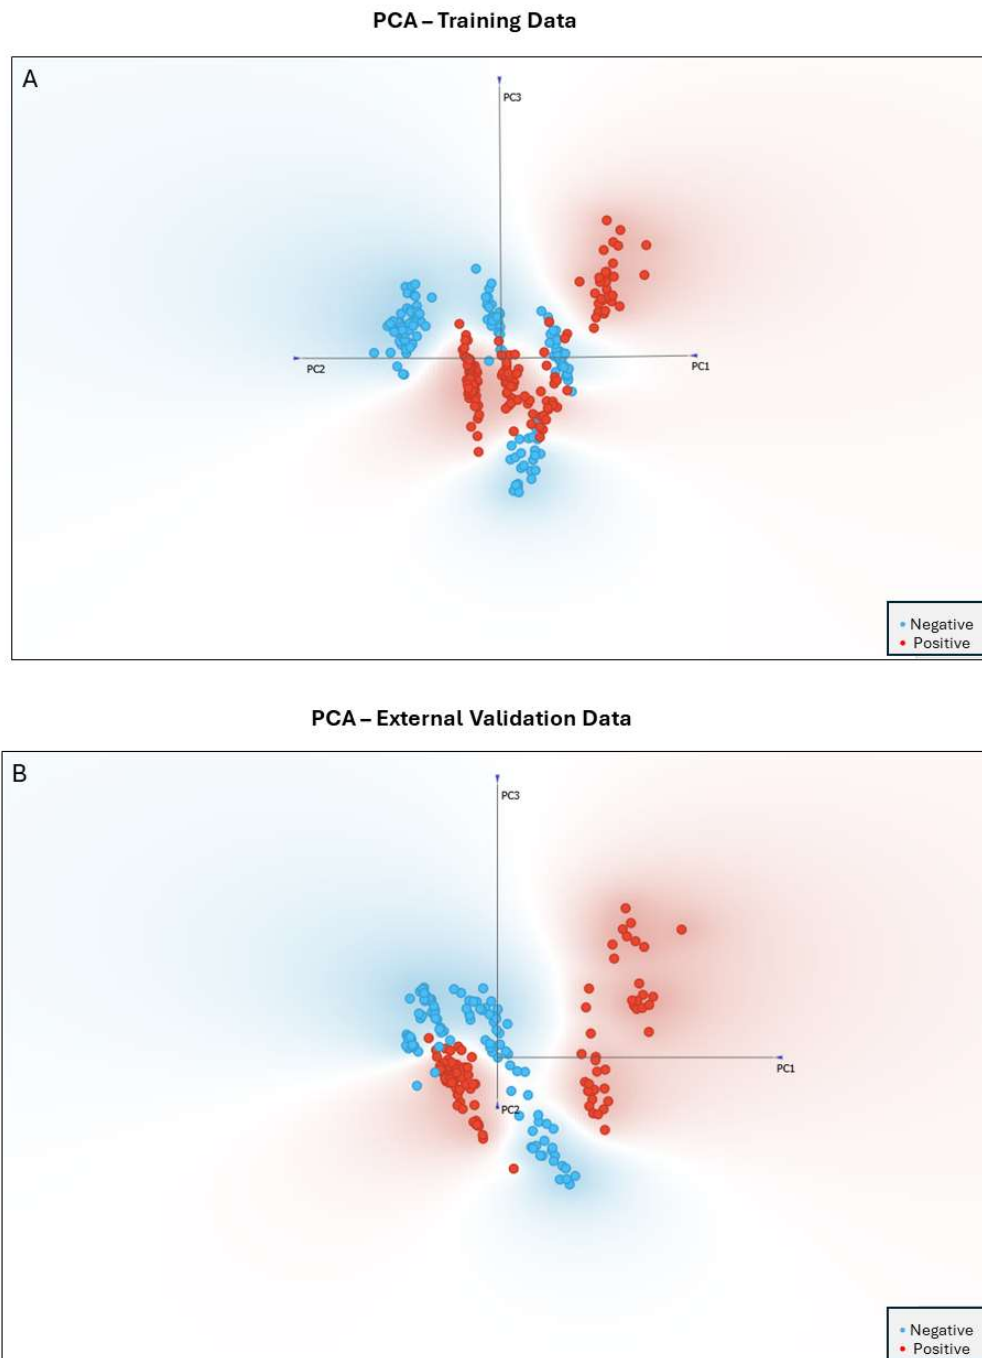 PCA – Training Data
A
PC3
PC2
PC1
Negative
Positive
PCA – External Validation Data
B
PC3
PC1
PC2
Negative
Positive